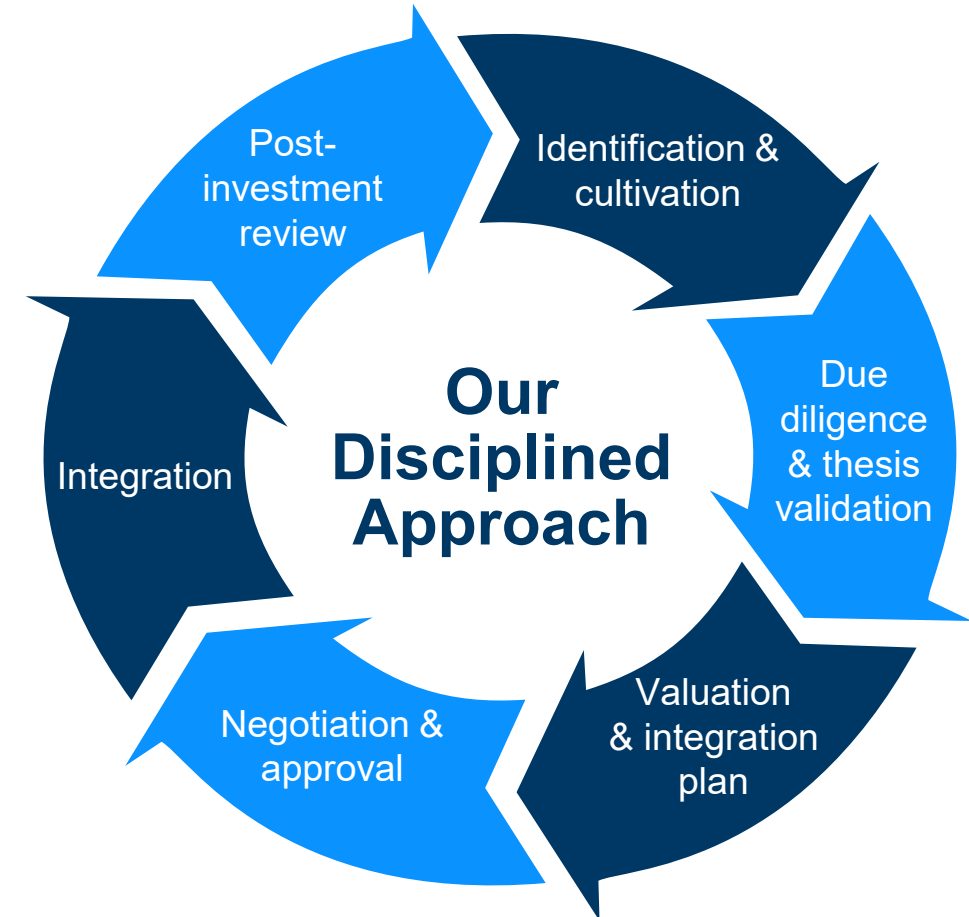 Our
Disciplined
Approach
Identification &
cultivation
Due
diligence
& thesis
validation
Valuation
& integration
plan
Negotiation &
approval
Integration
Post-
investment
review